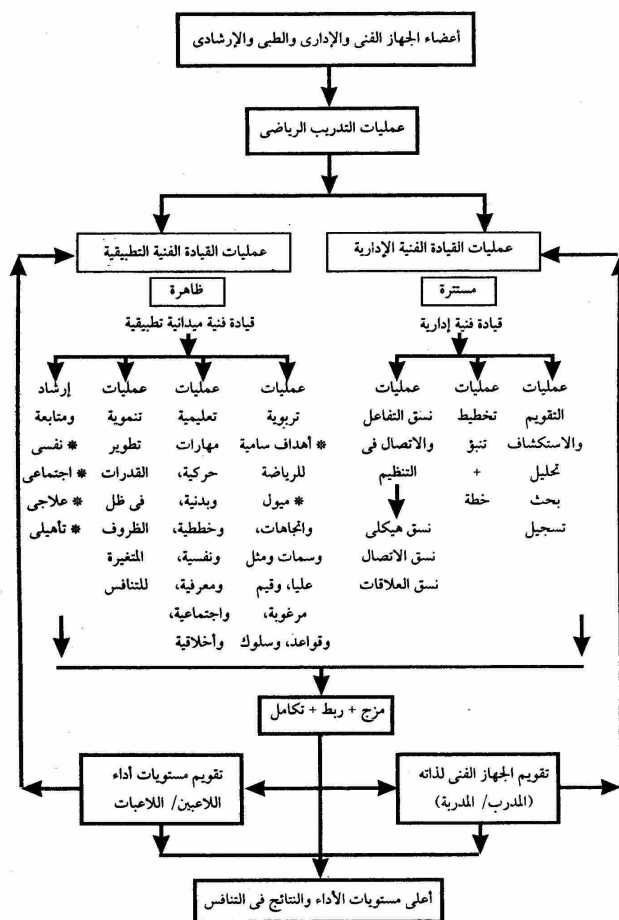 أعضاء الجهاز الفنى والإدارى والطبى والإرشادى
عمليات التدريب الرياضى
عمليات القيادة الفنية الإدارية
مستترة
قيادة فنية إدارية
عمليات
التقويم
والاستكشاف
تحليل
بحث
تسجيل
عمليات
تخطيط
تنبؤ
+
خطة
عمليات
نسق التفاعل
والاتصال فى
التنظيم
نسق هيكلى
نسق الاتصال
نسق العلاقات
عمليات القيادة الفنية التطبيقية
ظاهرة
قيادة فنية ميدانية تطبيقية
عمليات
تربوية
* أهداف سامية
للرياضة
* ميول
واتجاهات،
وسمات ومثل
عليا، وقيم
مرغوبة،
وقواعد، وسلوك
عمليات
تعليمية
مهارات
حركية،
وبدنية،
وخططية،
ونفسية،
ومعرفية،
واجتماعية،
وأخلاقية
عمليات
تنموية
تطوير
القدرات
فى ظل
الظروف
المتغيرة
للتنافس
إرشاد
ومتابعة
* نفسى
* اجتماعى
* علاجى
* تأهيلى
مزج + ربط + تكامل
تقويم الجهاز الفنى لذاته
(المدرب/ المدربة)
تقويم مستويات أداء
اللاعبين/ اللاعبات
أعلى مستويات الأداء والنتائج فى التنافس